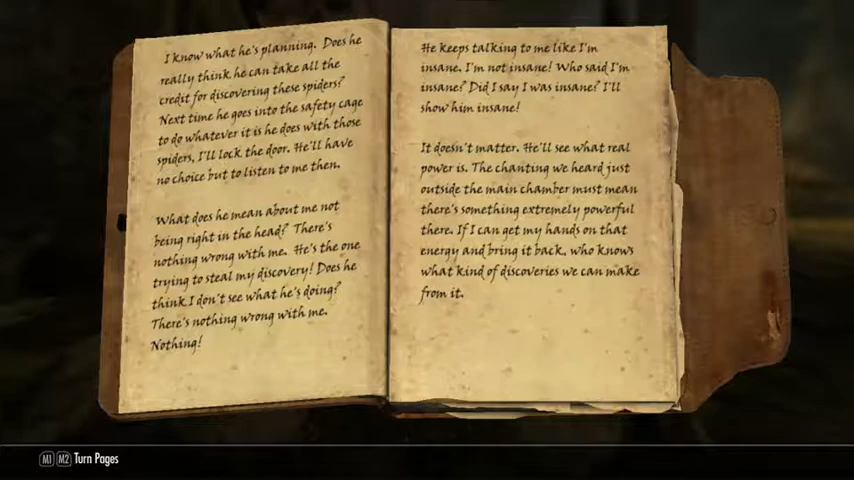 I know what he's planning. Does he
really think he can take all the
credit for discovering these spiders?
Next time he goes into the safety cage
to do whatever it is he does with those
spiders, I'll lock the door. He'll have
no choice but to listen to me then.
What does he mean about me not
being right in the head? There's
nothing wrong with me. He's the one
trying to steal my discovery! Does he
think I don't see what he's doing?
There's nothing wrong with me.
Nothing!
He keeps talking to me like I'm
insane. I'm not insane! Who said I'm
insane? Did I say I was insane? I'll
show him insane!
It doesn't matter. He'll see what real
power is. The chanting we heard just
outside the main chamber must mean
there's something extremely powerful
there. If I can get my hands on that
energy and bring it back, who knows
what kind of discoveries we can make
from it.
M1 M2 Turn Pages